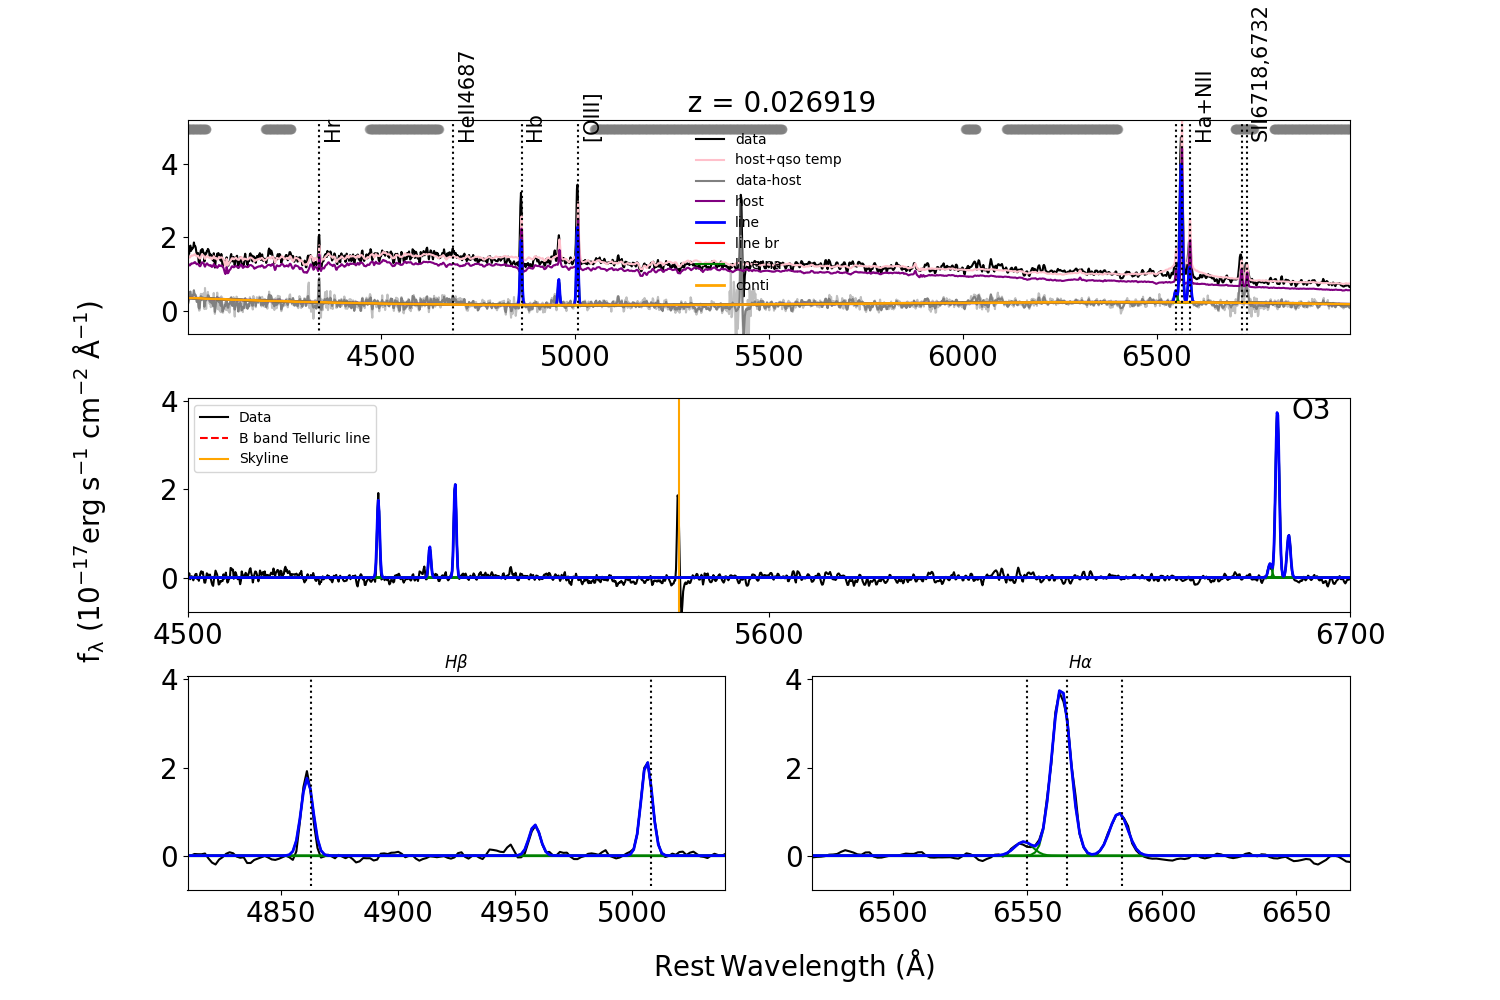 z = 0.026919
Hr
HeII4687
Hb
[OIII]
Ha+NII
SII6718,6732
data
host+qso temp
data-host
host
line
line br
conti
4
2
0
4500 5000 5500 6000 6500
fλ (10−17erg s−1 cm−2 Å−1)
Data
B band Telluric line
Skyline
O3
4
2
0
4500 5600 6700
Hβ
4
2
0
4850 4900 4950 5000
Hα
4
2
0
6500 6550 6600 6650
Rest Wavelength (Å)